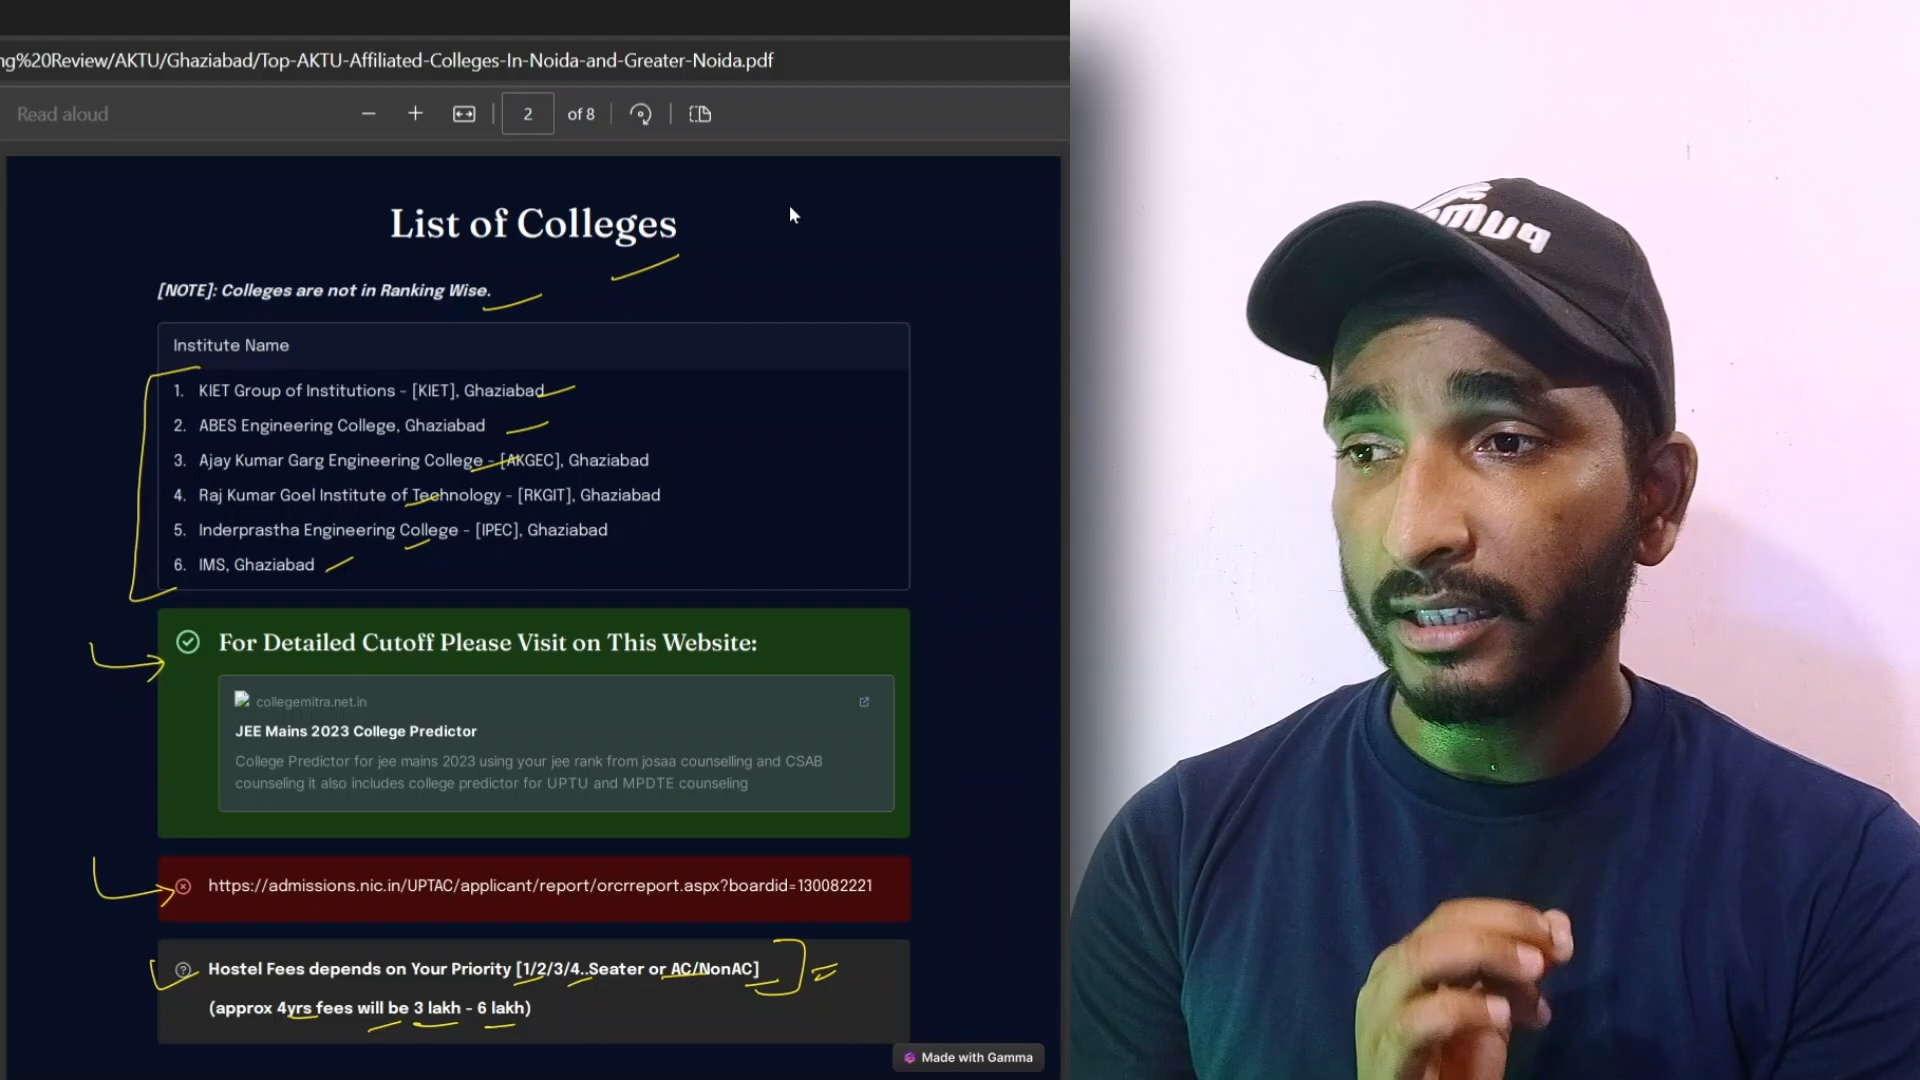 ng%20Review/AKTU/Ghaziabad/Top-AKTU-Affiliated-Colleges-In-Noida-and-Greater-Noida.pdf
Read aloud
2 of 8
List of Colleges
[NOTE]: Colleges are not in Ranking Wise.
Institute Name
1. KIET Group of Institutions - [KIET], Ghaziabad
2. ABES Engineering College, Ghaziabad
3. Ajay Kumar Garg Engineering College - [AKGEC], Ghaziabad
4. Raj Kumar Goel Institute of Technology - [RKGIT], Ghaziabad
5. Inderprastha Engineering College - [IPEC], Ghaziabad
6. IMS, Ghaziabad
For Detailed Cutoff Please Visit on This Website:
collegemitra.net.in
JEE Mains 2023 College Predictor
College Predictor for jee mains 2023 using your jee rank from josaa counselling and CSAB
counseling it also includes college predictor for UPTU and MPDTE counseling
https://admissions.nic.in/UPTAC/applicant/report/orcrreport.aspx?boardid=130082221
Hostel Fees depends on Your Priority [1/2/3/4..Seater or AC/NonAC]
(approx 4yrs fees will be 3 lakh - 6 lakh)
Made with Gamma